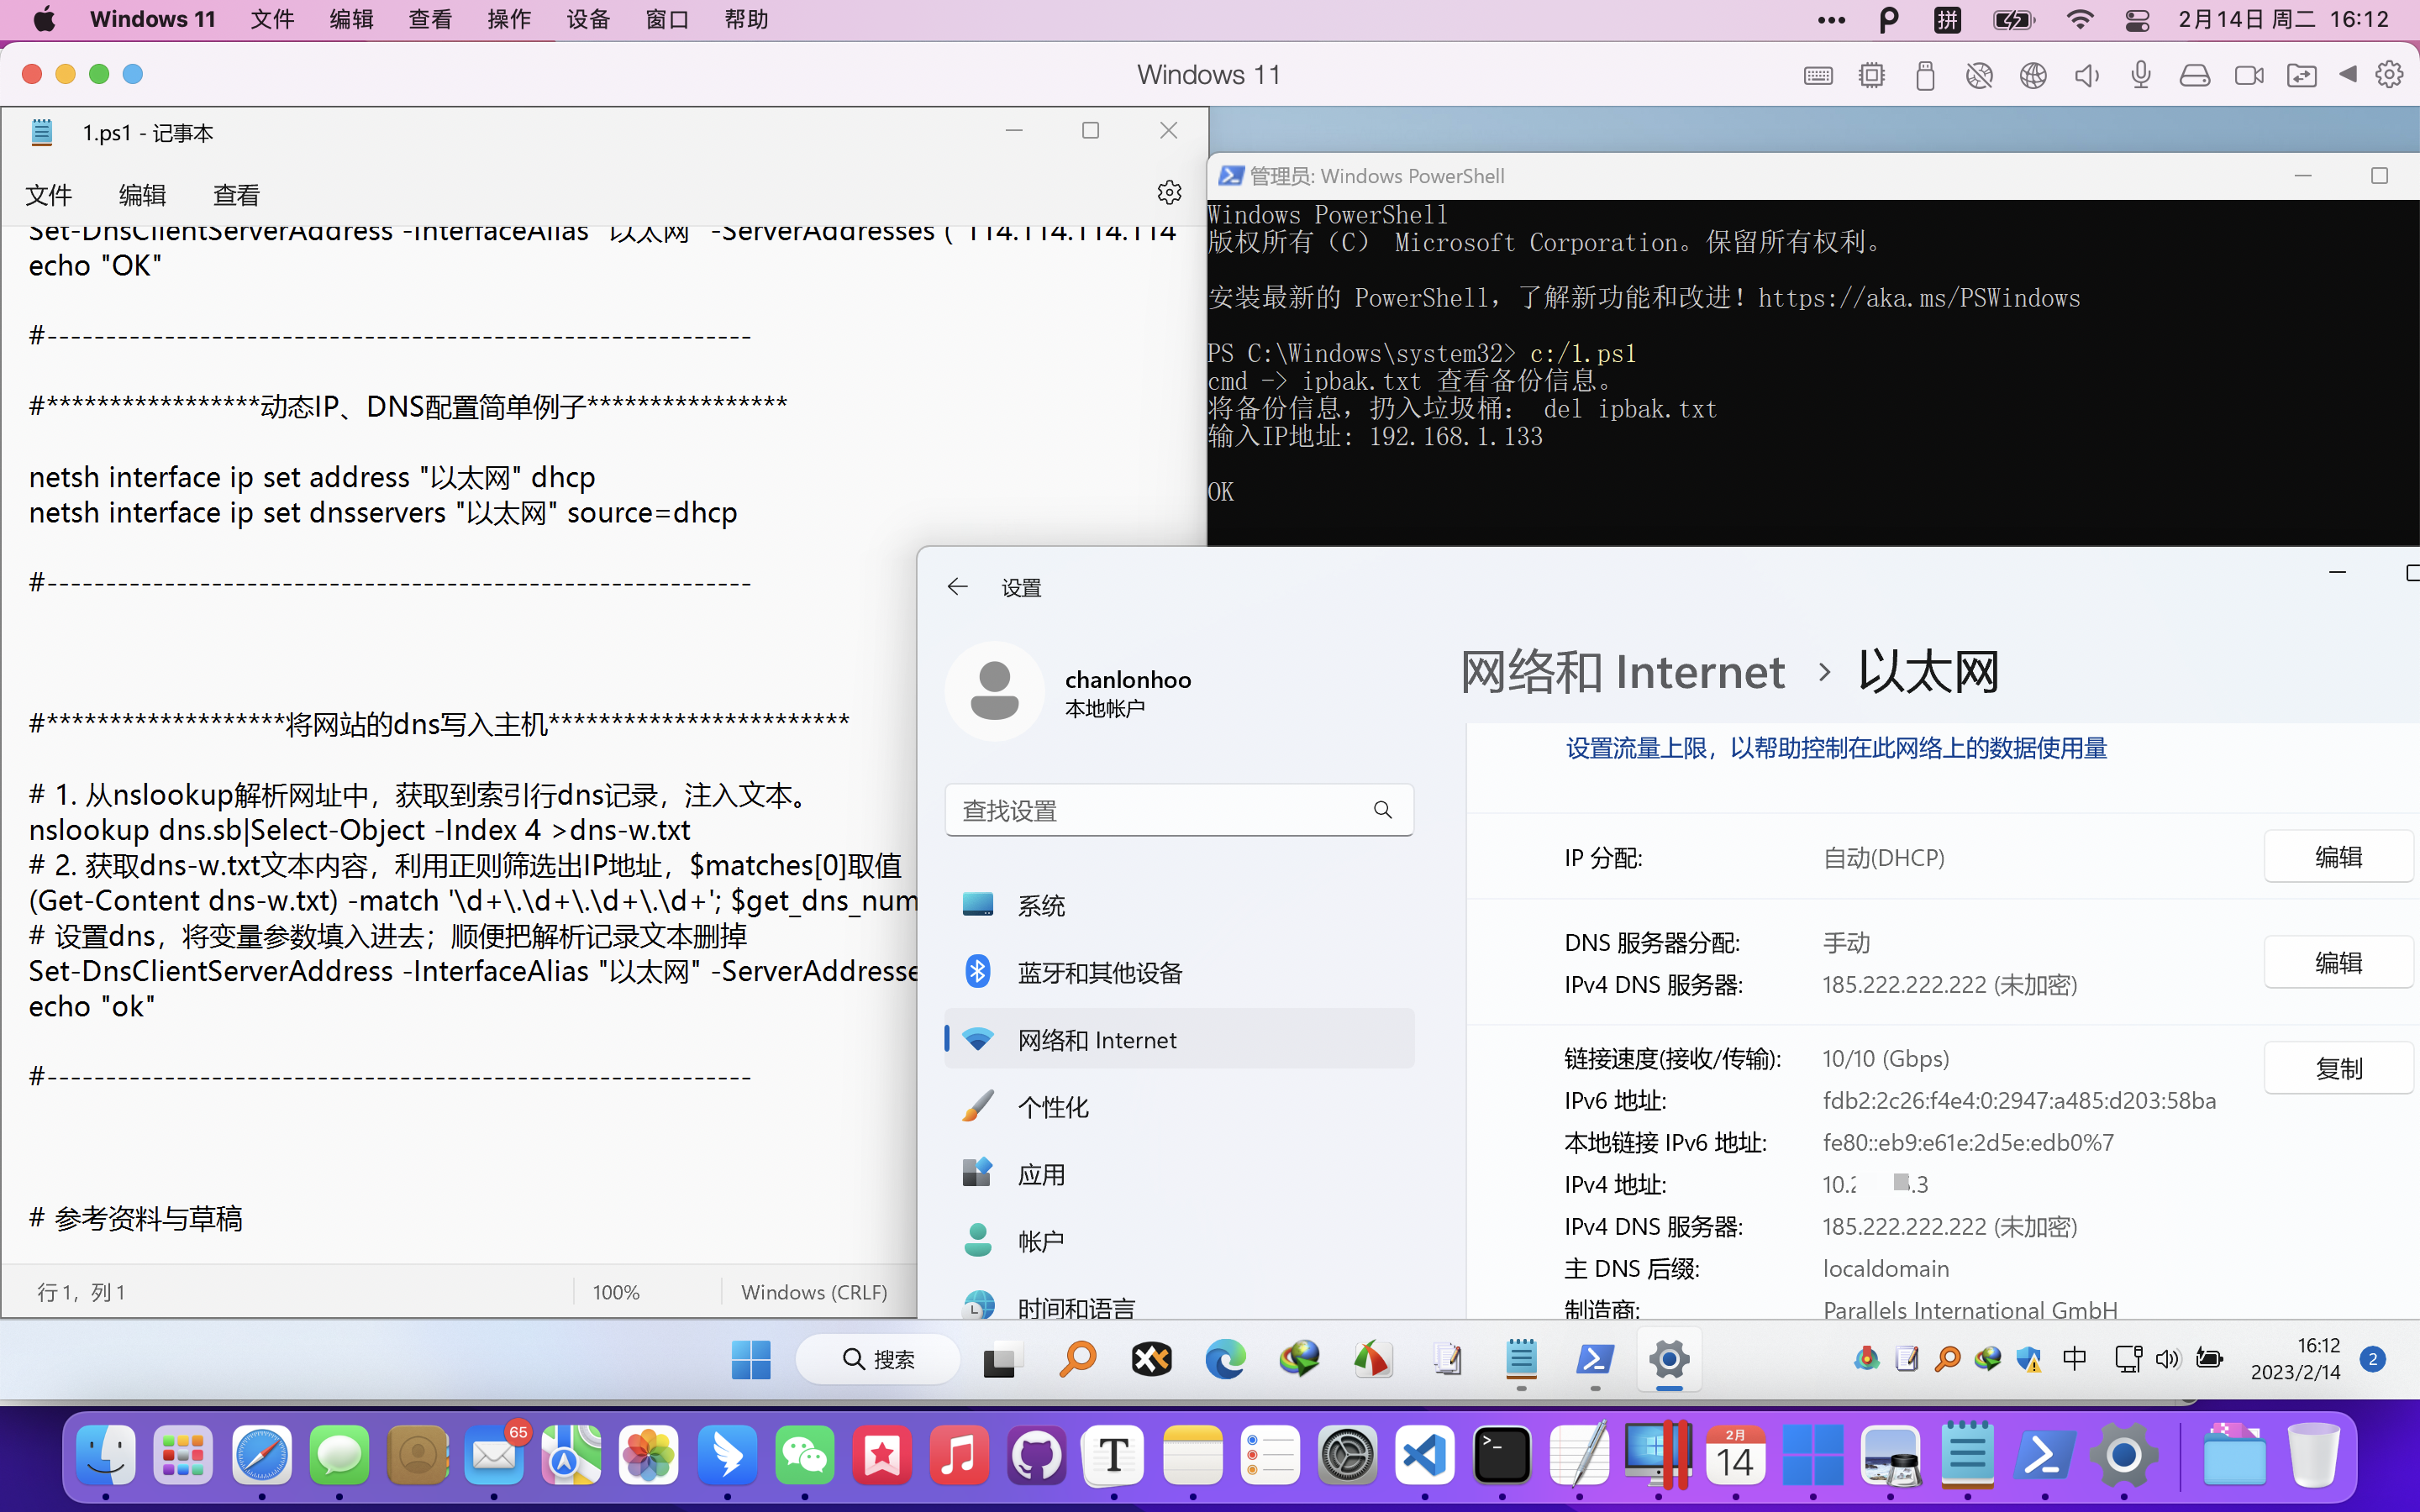 Windows 11 文件 编辑 查看 操作 设备 窗口 帮助
拼 2月14日 周二 16:12
Windows 11
1.ps1 - 记事本
文件 编辑 查看
Set-DnsClientServerAddress -InterfaceAlias "以太网" -ServerAddresses ("114.114.114.114
echo "OK"
#------------------------------------------------------------
#*****************动态IP、DNS配置简单例子****************
netsh interface ip set address "以太网" dhcp
netsh interface ip set dnsservers "以太网" source=dhcp
#------------------------------------------------------------
#*******************将网站的dns写入主机************************
# 1. 从nslookup解析网址中，获取到索引行dns记录，注入文本。
nslookup dns.sb|Select-Object -Index 4 >dns-w.txt
# 2. 获取dns-w.txt文本内容，利用正则筛选出IP地址，$matches[0]取值
(Get-Content dns-w.txt) -match '\d+\.\d+\.\d+\.\d+'; $get_dns_num
# 设置dns，将变量参数填入进去；顺便把解析记录文本删掉
Set-DnsClientServerAddress -InterfaceAlias "以太网" -ServerAddresse
echo "ok"
#------------------------------------------------------------
# 参考资料与草稿
行 1，列 1 100% Windows (CRLF)
管理员: Windows PowerShell
Windows PowerShell
版权所有（C） Microsoft Corporation。保留所有权利。
安装最新的 PowerShell，了解新功能和改进！https://aka.ms/PSWindows
PS C:\Windows\system32> c:/1.ps1
cmd -> ipbak.txt 查看备份信息。
将备份信息，扔入垃圾桶： del ipbak.txt
输入IP地址: 192.168.1.133
OK
设置
chanlonhoo
本地帐户
查找设置
系统
蓝牙和其他设备
网络和 Internet
个性化
应用
帐户
时间和语言
网络和 Internet › 以太网
设置流量上限，以帮助控制在此网络上的数据使用量
IP 分配: 自动(DHCP) 编辑
DNS 服务器分配: 手动 编辑
IPv4 DNS 服务器: 185.222.222.222 (未加密)
链接速度(接收/传输): 10/10 (Gbps) 复制
IPv6 地址: fdb2:2c26:f4e4:0:2947:a485:d203:58ba
本地链接 IPv6 地址: fe80::eb9:e61e:2d5e:edb0%7
IPv4 地址: 10. .3
IPv4 DNS 服务器: 185.222.222.222 (未加密)
主 DNS 后缀: localdomain
制造商: Parallels International GmbH
搜索
中
16:12
2023/2/14
2
65
2月
14